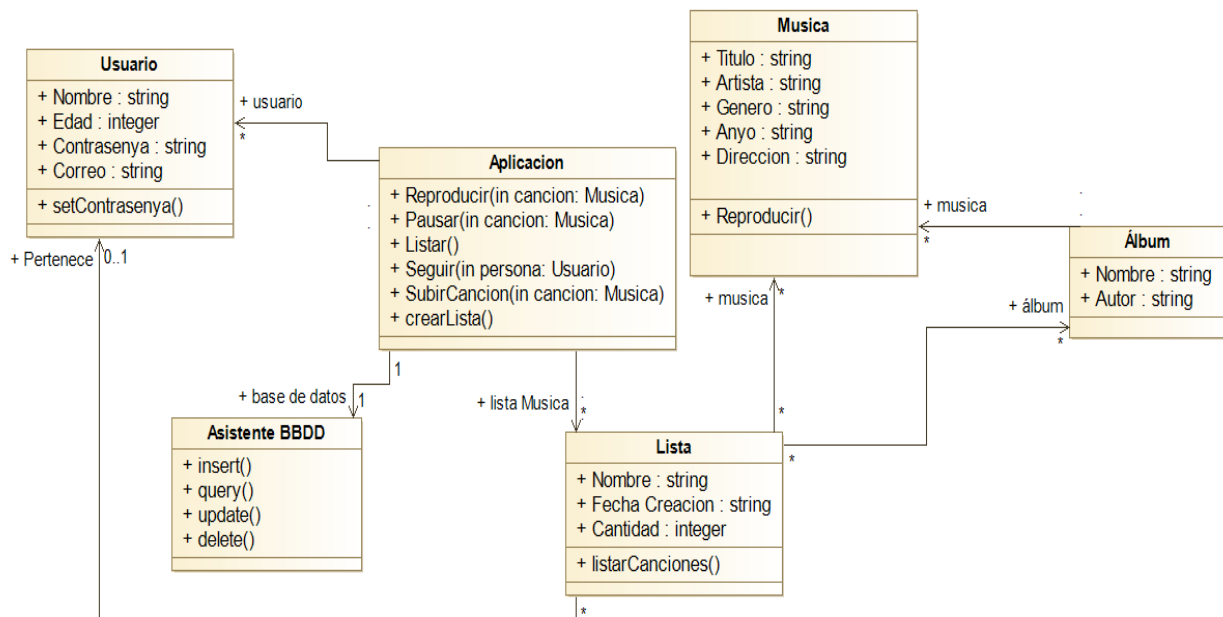 Usuario
+ Nombre : string
+ Edad : integer
+ Contrasenya : string
+ Correo : string
+ setContrasenya()
+ usuario
*
+ Pertenece
0..1
Aplicacion
+ Reproducir(in cancion: Musica)
+ Pausar(in cancion: Musica)
+ Listar()
+ Seguir(in persona: Usuario)
+ SubirCancion(in cancion: Musica)
+ crearLista()
Musica
+ Titulo : string
+ Artista : string
+ Genero : string
+ Anyo : string
+ Direccion : string
+ Reproducir()
+ musica
*
Álbum
+ Nombre : string
+ Autor : string
+ musica
*
*
+ álbum
*
*
1
+ base de datos
1
Asistente BBDD
+ insert()
+ query()
+ update()
+ delete()
+ lista Musica
*
Lista
+ Nombre : string
+ Fecha Creacion : string
+ Cantidad : integer
+ listarCanciones()
*